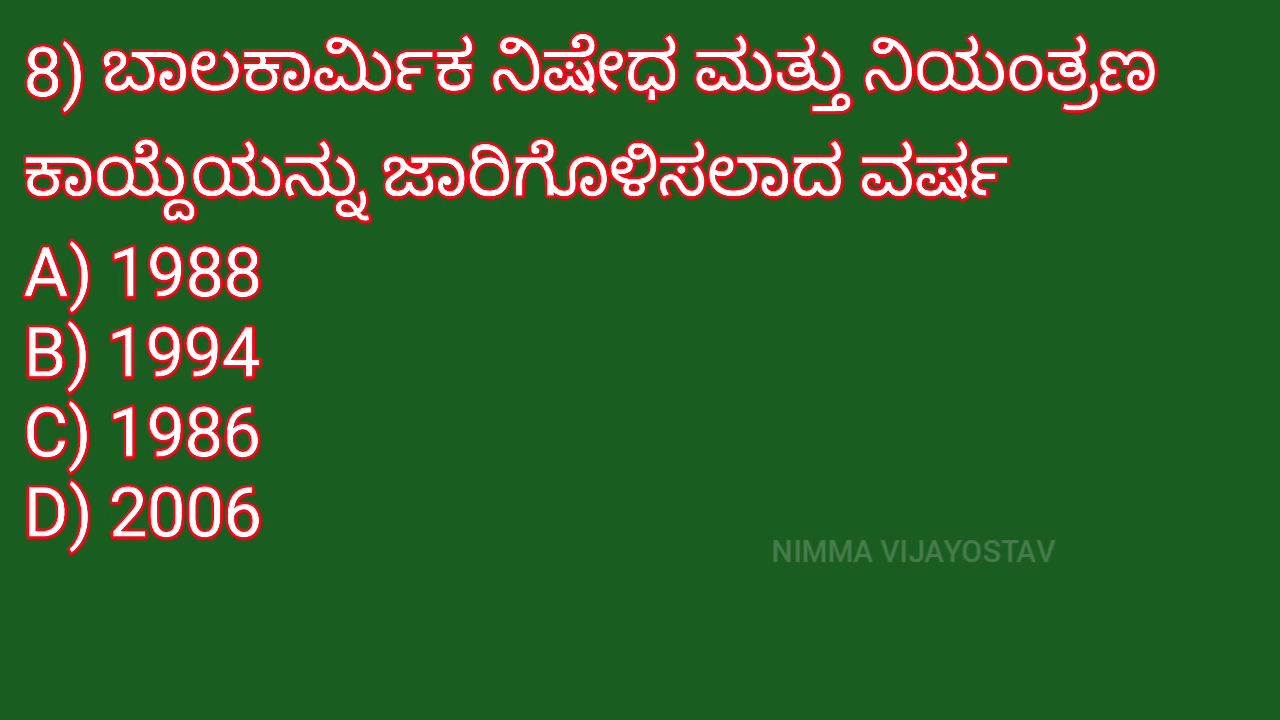 8) ಬಾಲಕಾರ್ಮಿಕ ನಿಷೇಧ ಮತ್ತು ನಿಯಂತ್ರಣ
ಕಾಯ್ದೆಯನ್ನು ಜಾರಿಗೊಳಿಸಲಾದ ವರ್ಷ
A) 1988
B) 1994
C) 1986
D) 2006
NIMMA VIJAYOSTAV